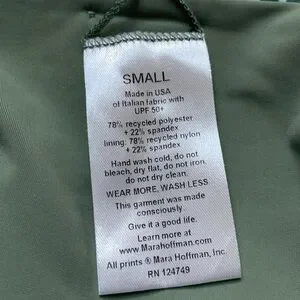 SMALL
Made in USA
of Italian fabric with
UPF 50+
78% recycled polyester
+ 22% spandex
lining: 78% recycled nylon
+ 22% spandex
Hand wash cold, do not
bleach, dry flat, do not iron,
do not dry clean.
WEAR MORE, WASH LESS
This garment was made
consciously.
Give it a good life.
Learn more at
www.MaraHoffman.com
All prints ® Mara Hoffman, Inc.
RN 124749